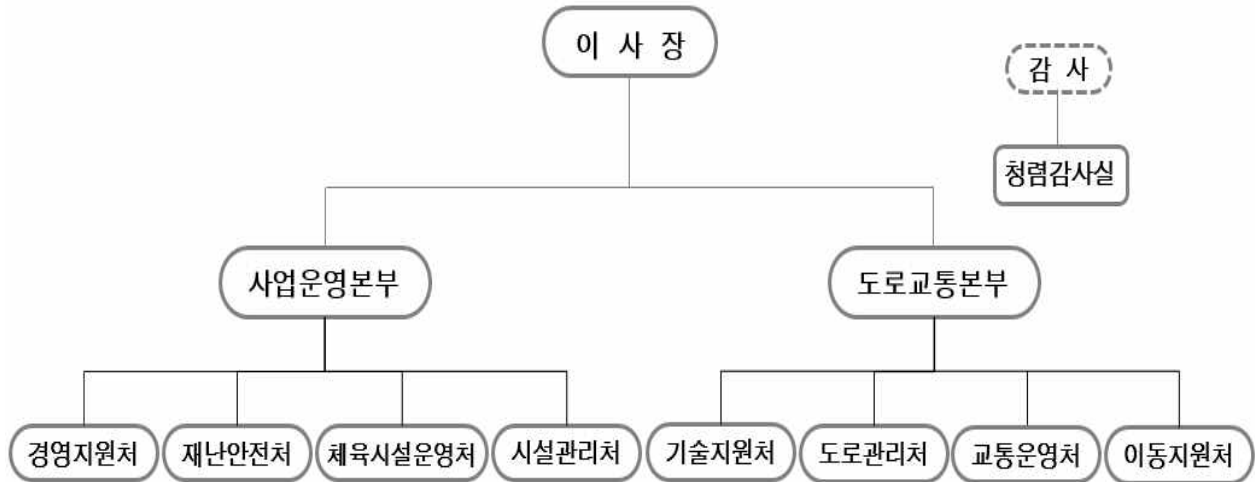 이 사 장
감 사
청렴감사실
사업운영본부
도로교통본부
경영지원처
재난안전처
체육시설운영처
시설관리처
기술지원처
도로관리처
교통운영처
이동지원처